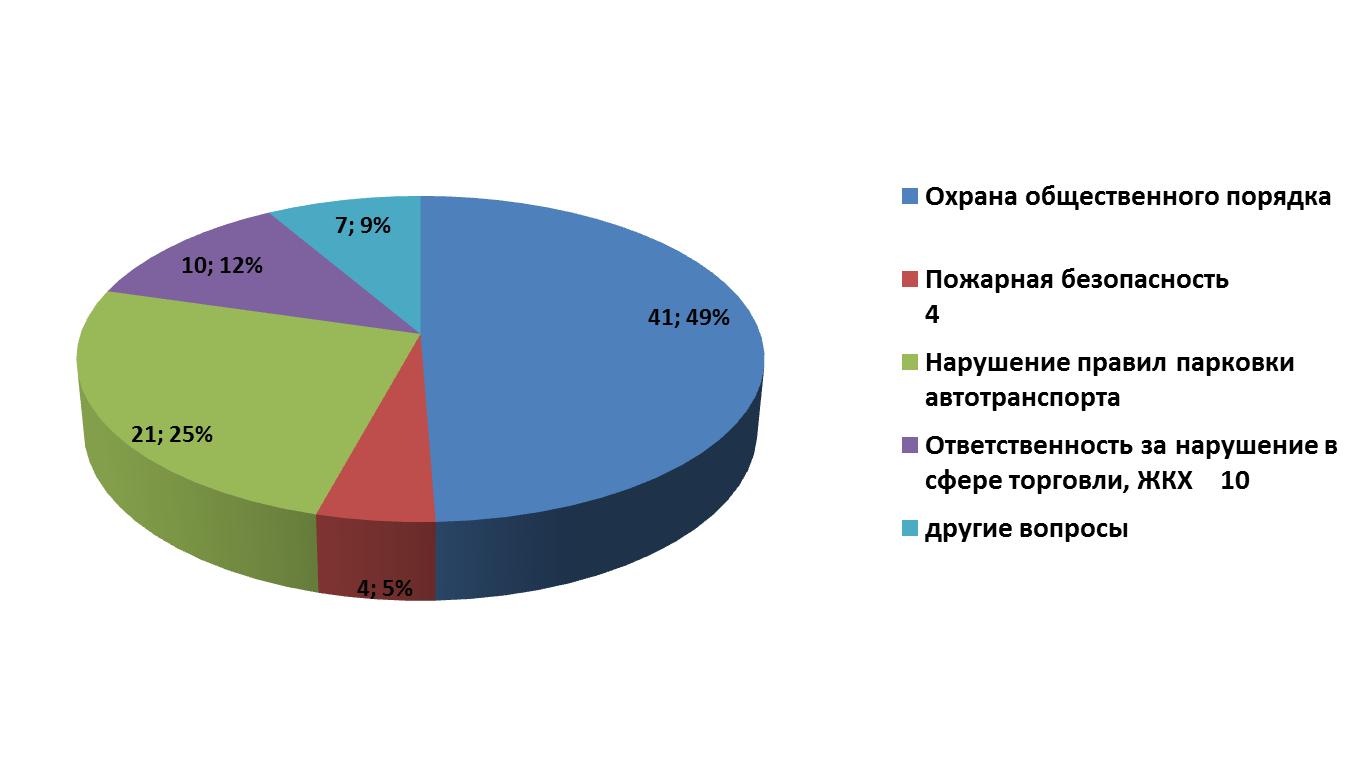 7; 9%
10; 12%
41; 49%
21; 25%
4; 5%
Охрана общественного порядка
Пожарная безопасность
4
Нарушение правил парковки
автотранспорта
Ответственность за нарушение в
сфере торговли, ЖКХ 10
другие вопросы